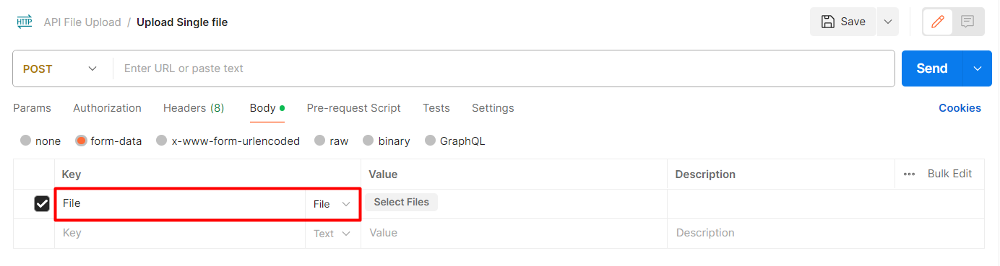 HTTP API File Upload / Upload Single file Save
POST Enter URL or paste text Send
Params Authorization Headers (8) Body Pre-request Script Tests Settings Cookies
none form-data x-www-form-urlencoded raw binary GraphQL
Key Value Description ••• Bulk Edit
File File Select Files
Key Text Value Description